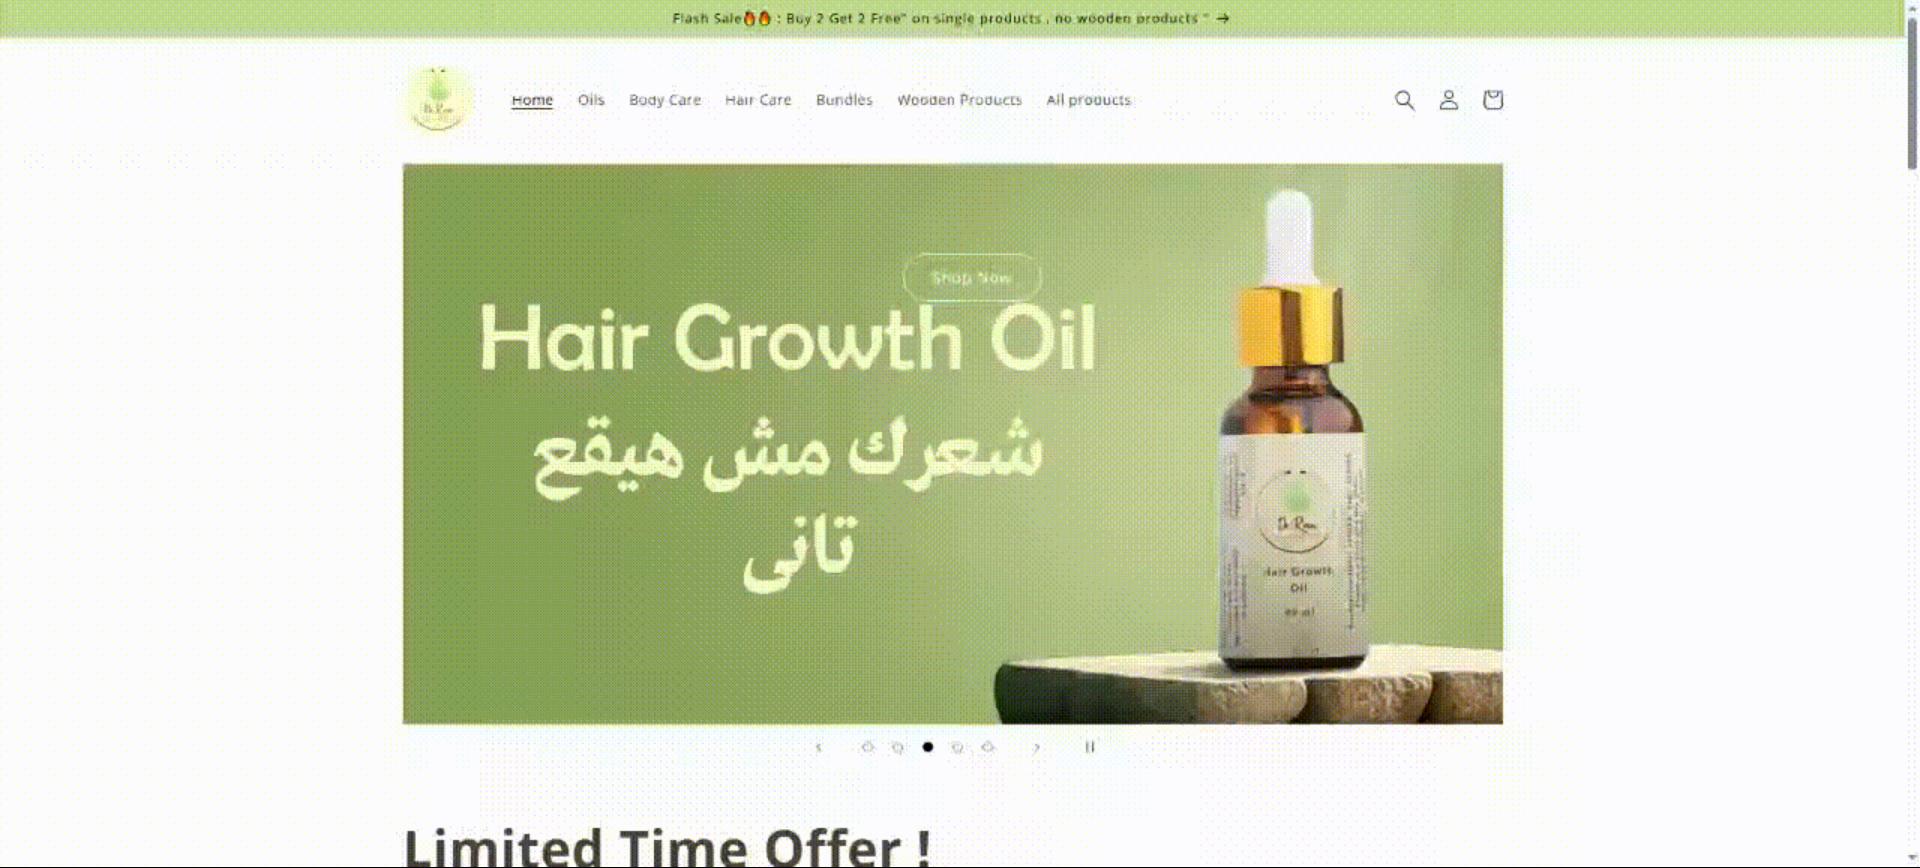 Flash Sale🔥🔥 : Buy 2 Get 2 Free" on single products , no wooden products " →
Home Oils Body Care Hair Care Bundles Wooden Products All products
Shop Now
Hair Growth Oil
شعرك مش هيقع
تانى
Hair Growth
Oil
Limited Time Offer !